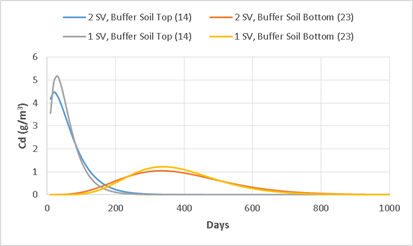 2 SV, Buffer Soil Top (14) 2 SV, Buffer Soil Bottom (23)
1 SV, Buffer Soil Top (14) 1 SV, Buffer Soil Bottom (23)
6
5
4
3
2
1
0
Cd (g/m³)
0 200 400 600 800 1000
Days